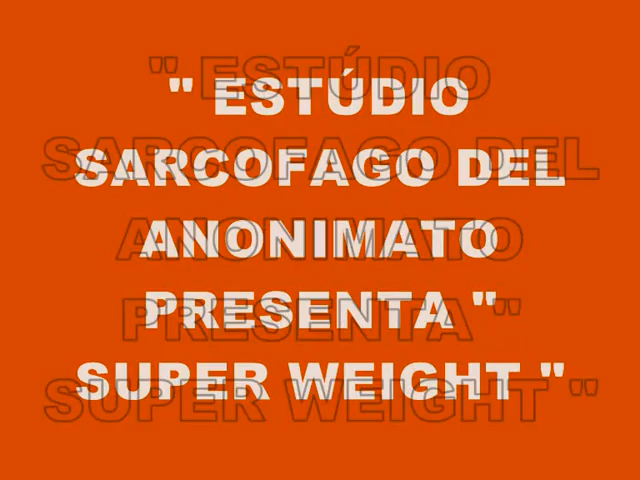 " ESTÚDIO
SARCOFAGO DEL
ANONIMATO
PRESENTA "
SUPER WEIGHT "